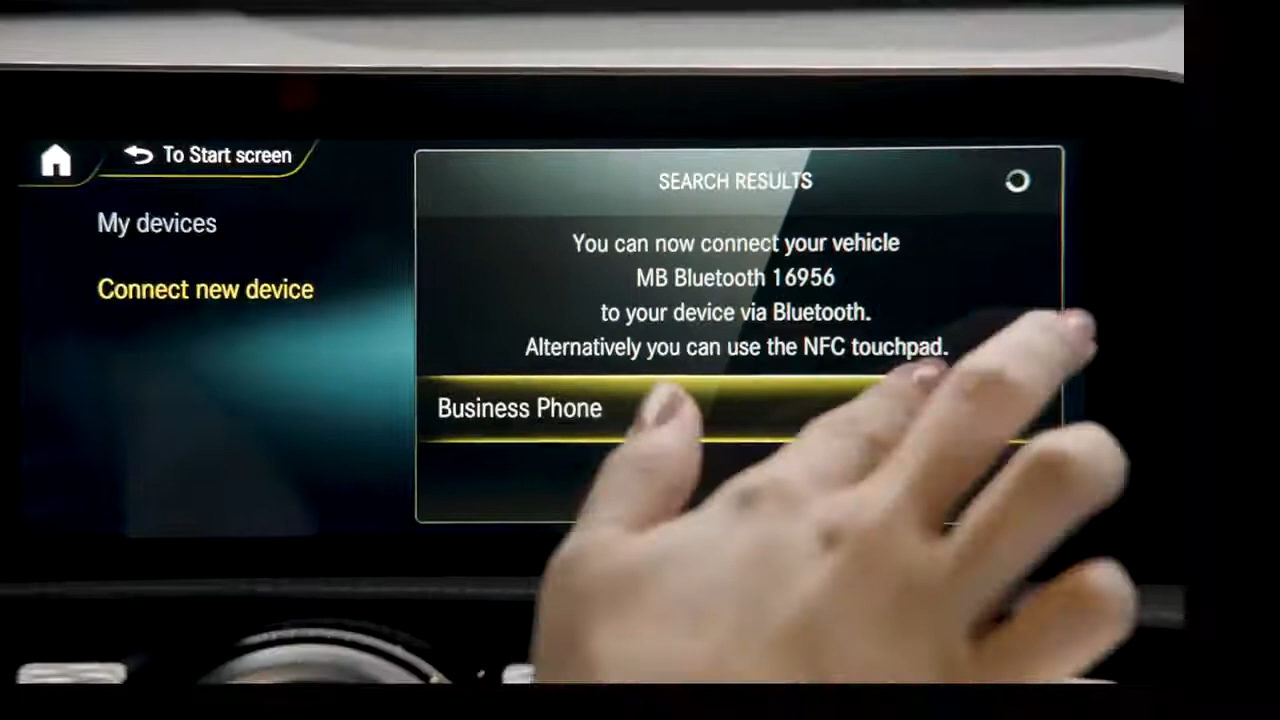 To Start screen
My devices
Connect new device
SEARCH RESULTS
You can now connect your vehicle
MB Bluetooth 16956
to your device via Bluetooth.
Alternatively you can use the NFC touchpad.
Business Phone